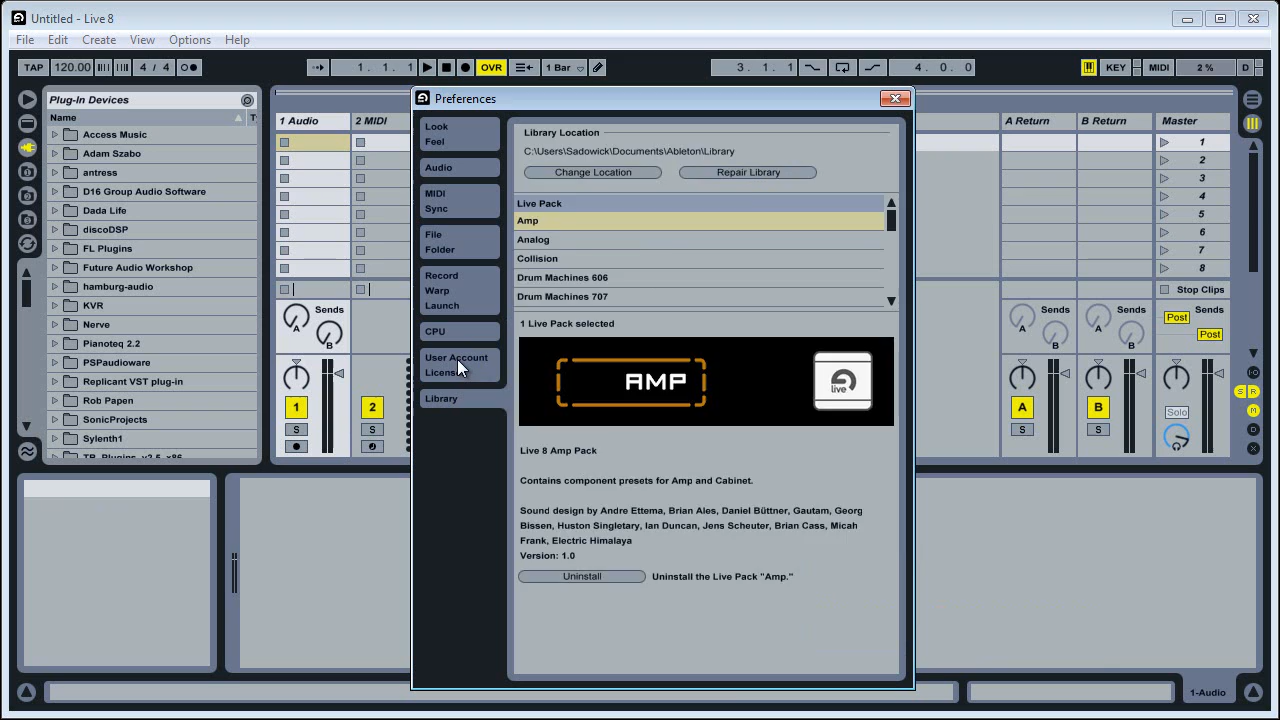 Untitled - Live 8
File Edit Create View Options Help
TAP 120.00 4 / 4 1. 1. 1 OVR 1 Bar 3. 1. 1 4. 0. 0 KEY MIDI 2 % D
Plug-In Devices
Name
Access Music
Adam Szabo
antress
D16 Group Audio Software
Dada Life
discoDSP
FL Plugins
Future Audio Workshop
hamburg-audio
KVR
Nerve
Pianoteq 2.2
PSPaudioware
Replicant VST plug-in
Rob Papen
SonicProjects
Sylenth1
TR_Plugins_v2.5_x86
1 Audio 2 MIDI
Sends
A
B
1 2
S S
Preferences
Look
Feel
Audio
MIDI
Sync
File
Folder
Record
Warp
Launch
CPU
User Account
Licenses
Library
Library Location
C:\Users\Sadowick\Documents\Ableton\Library
Change Location Repair Library
Live Pack
Amp
Analog
Collision
Drum Machines 606
Drum Machines 707
1 Live Pack selected
AMP
live
Live 8 Amp Pack
Contains component presets for Amp and Cabinet.
Sound design by Andre Ettema, Brian Ales, Daniel Büttner, Gautam, Georg
Bissen, Huston Singletary, Ian Duncan, Jens Scheuter, Brian Cass, Micah
Frank, Electric Himalaya
Version: 1.0
Uninstall Uninstall the Live Pack "Amp."
A Return B Return Master
1
2
3
4
5
6
7
8
Stop Clips
Sends Sends
Post
Post
A A
B B
A B Solo
S S
S R
M
D
X
1-Audio